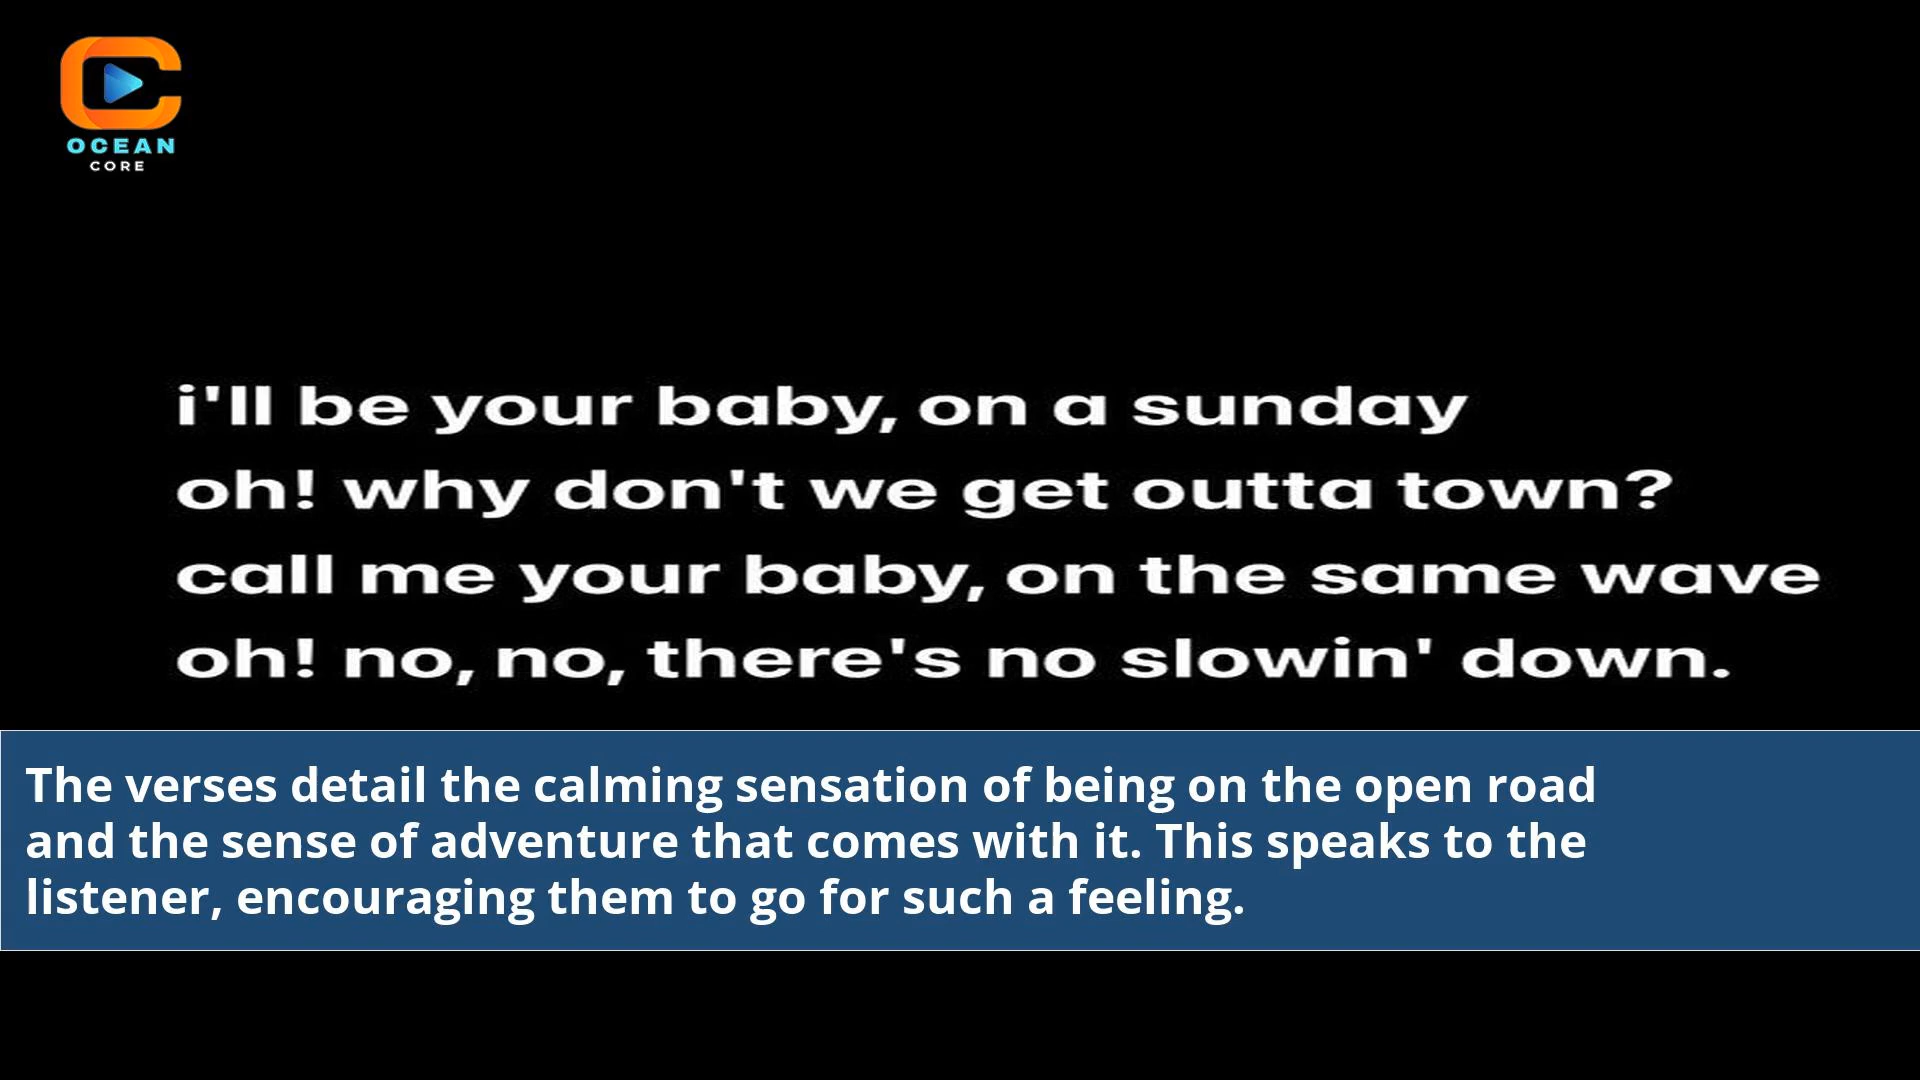 OCEAN
CORE
i'll be your baby, on a sunday
oh! why don't we get outta town?
call me your baby, on the same wave
oh! no, no, there's no slowin' down.
The verses detail the calming sensation of being on the open road
and the sense of adventure that comes with it. This speaks to the
listener, encouraging them to go for such a feeling.